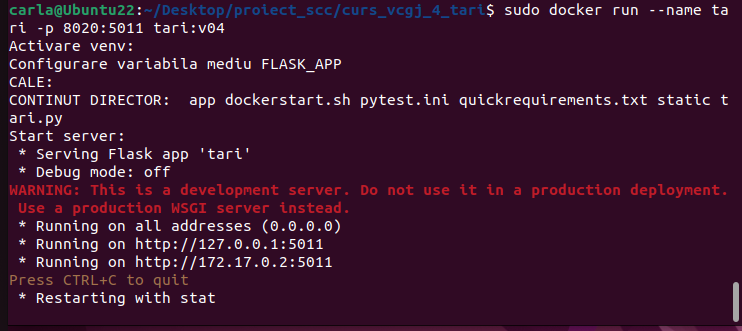 carla@Ubuntu22:~/Desktop/proiect_scc/curs_vcgj_4_tari$ sudo docker run --name ta
ri -p 8020:5011 tari:v04
Activare venv:
Configurare variabila mediu FLASK_APP
CALE:
CONTINUT DIRECTOR:  app dockerstart.sh pytest.ini quickrequirements.txt static t
ari.py
Start server:
 * Serving Flask app 'tari'
 * Debug mode: off
WARNING: This is a development server. Do not use it in a production deployment.
 Use a production WSGI server instead.
 * Running on all addresses (0.0.0.0)
 * Running on http://127.0.0.1:5011
 * Running on http://172.17.0.2:5011
Press CTRL+C to quit
 * Restarting with stat